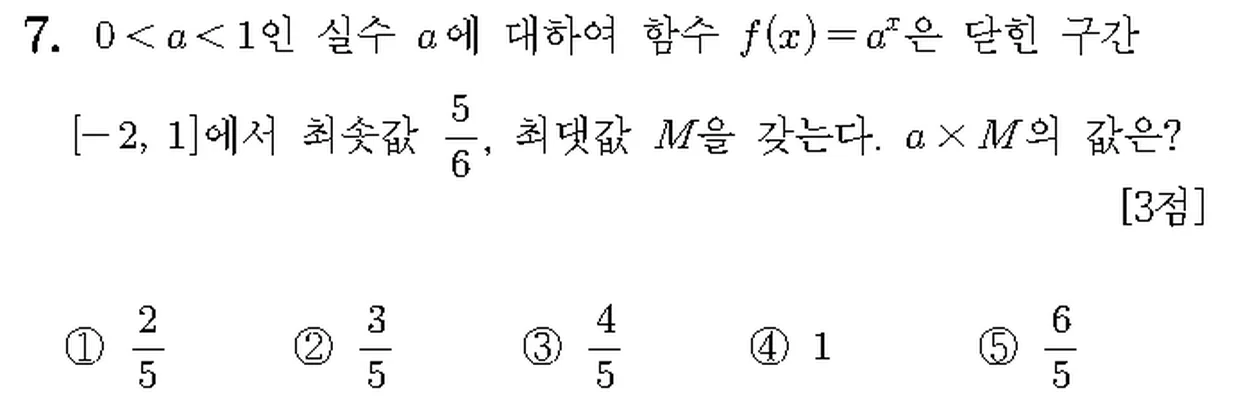 7. 0 < a < 1인 실수 a에 대하여 함수 f(x) = a^x은 닫힌 구간
[-2, 1]에서 최솟값 5/6, 최댓값 M을 갖는다. a × M의 값은?
[3점]
① 2/5 ② 3/5 ③ 4/5 ④ 1 ⑤ 6/5